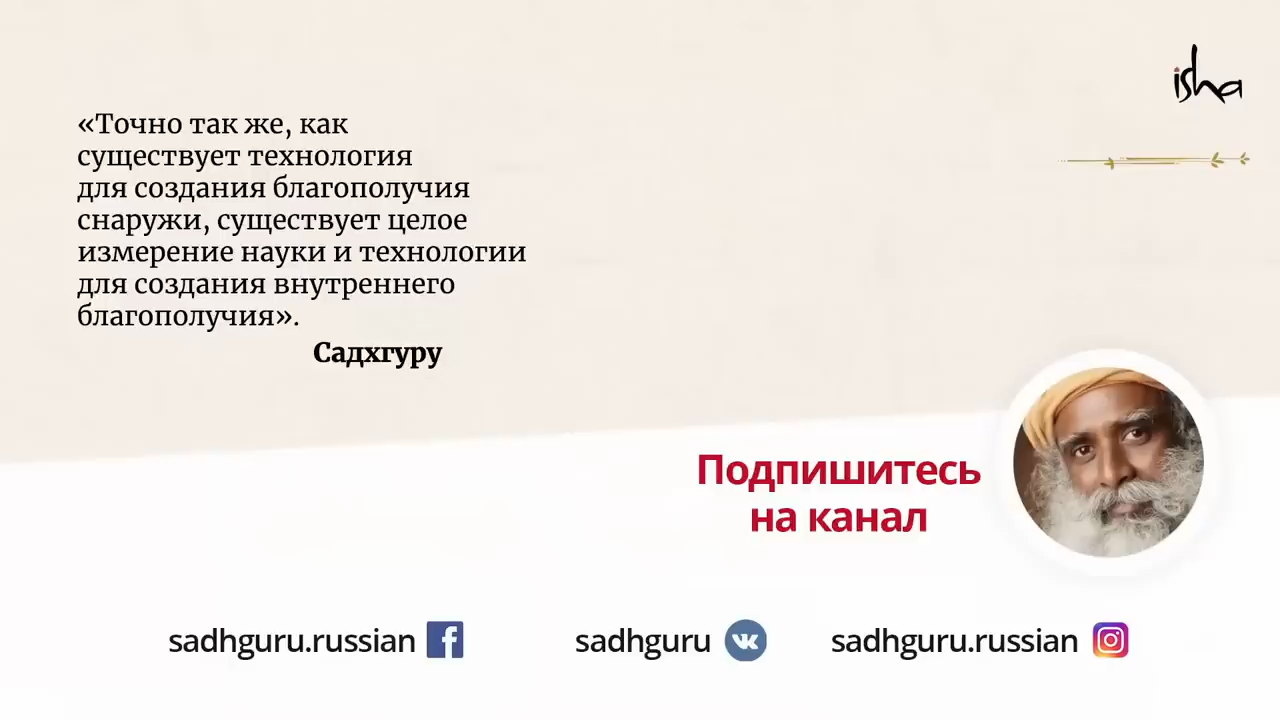 isha
«Точно так же, как
существует технология
для создания благополучия
снаружи, существует целое
измерение науки и технологии
для создания внутреннего
благополучия».
Садхгуру
Подпишитесь
на канал
sadhguru.russian
sadhguru
sadhguru.russian